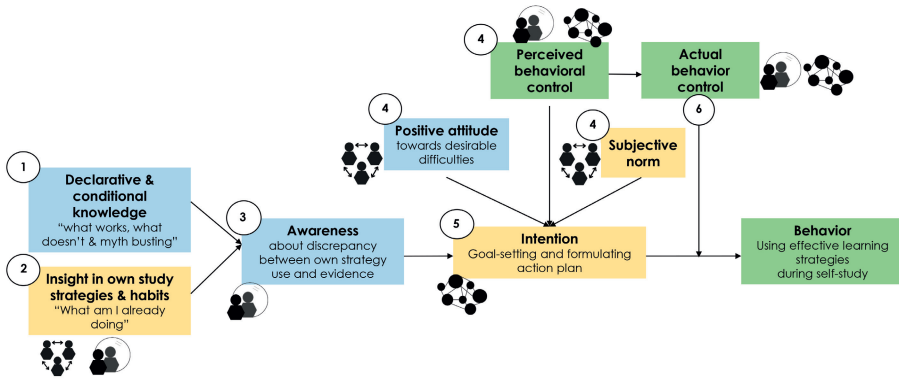 4
Perceived
behavioral
control
Actual
behavior
control
6
4
Positive attitude
towards desirable
difficulties
4
Subjective
norm
1
Declarative &
conditional
knowledge
“what works, what
doesn’t & myth busting”
2
Insight in own study
strategies & habits
“What am I already
doing”
3
Awareness
about discrepancy
between own strategy
use and evidence
5
Intention
Goal-setting and formulating
action plan
Behavior
Using effective learning
strategies
during self-study